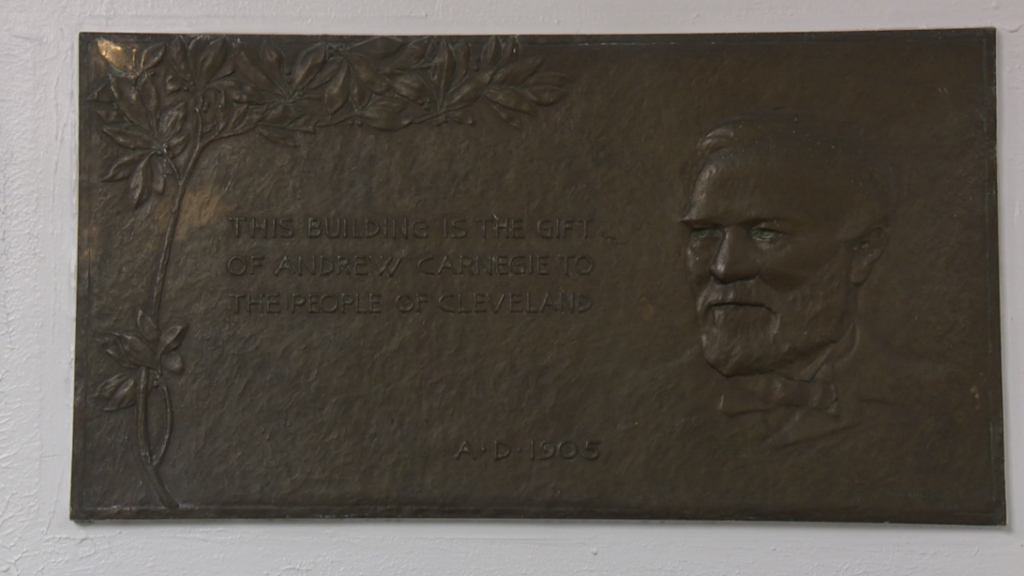 THIS BUILDING IS THE GIFT
OF ANDREW CARNEGIE TO
THE PEOPLE OF CLEVELAND
A·D·1905